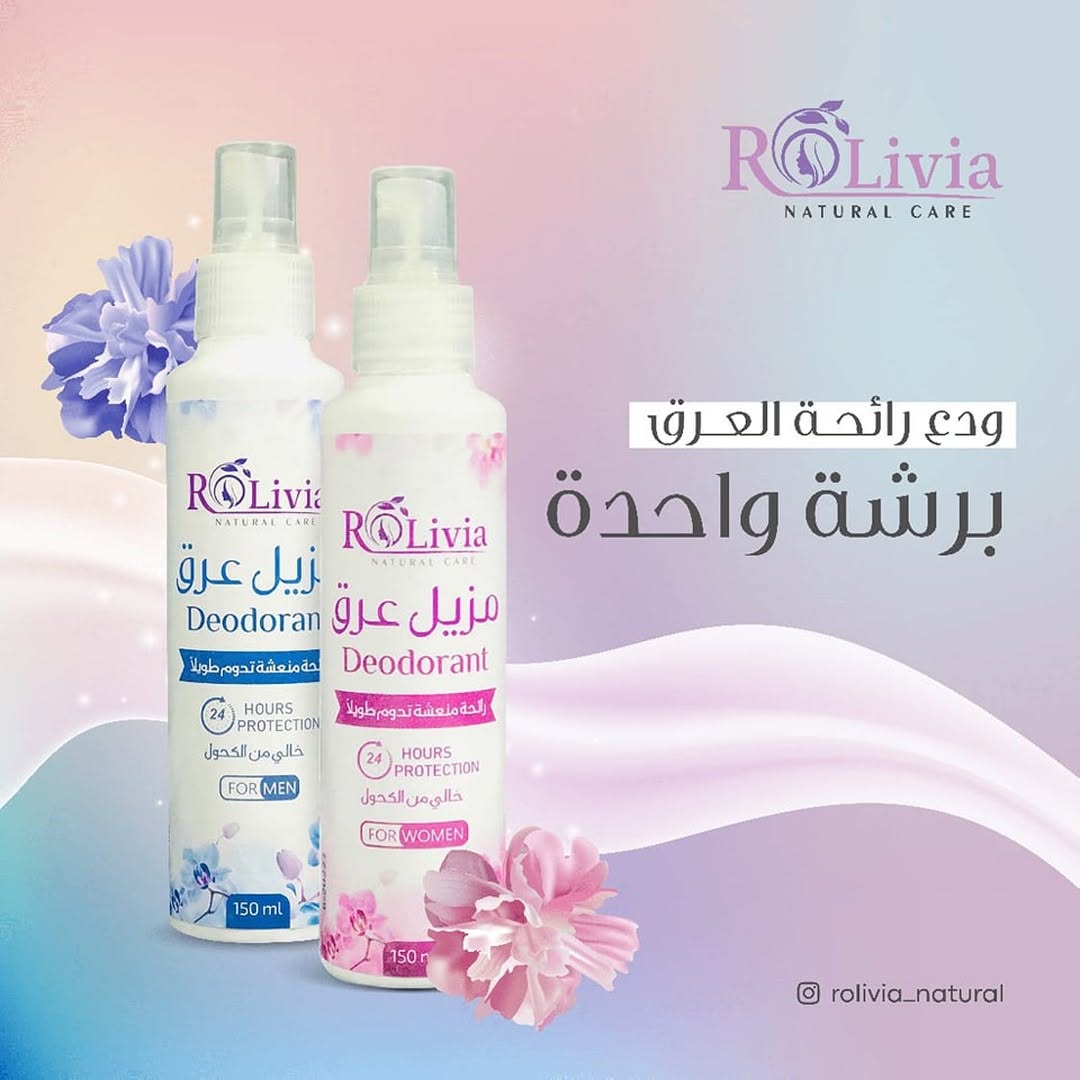 ROLivia
NATURAL CARE
ودع رائحة العرق
برشة واحدة
ROLivia
NATURAL CARE
مزيل عرق
Deodorant
24 HOURS
PROTECTION
خالي من الكحول
FOR MEN
150 ml
ROLivia
NATURAL CARE
مزيل عرق
Deodorant
رائحة منعشة تدوم طويلاً
24 HOURS
PROTECTION
خالي من الكحول
FOR WOMEN
150
rolivia_natural